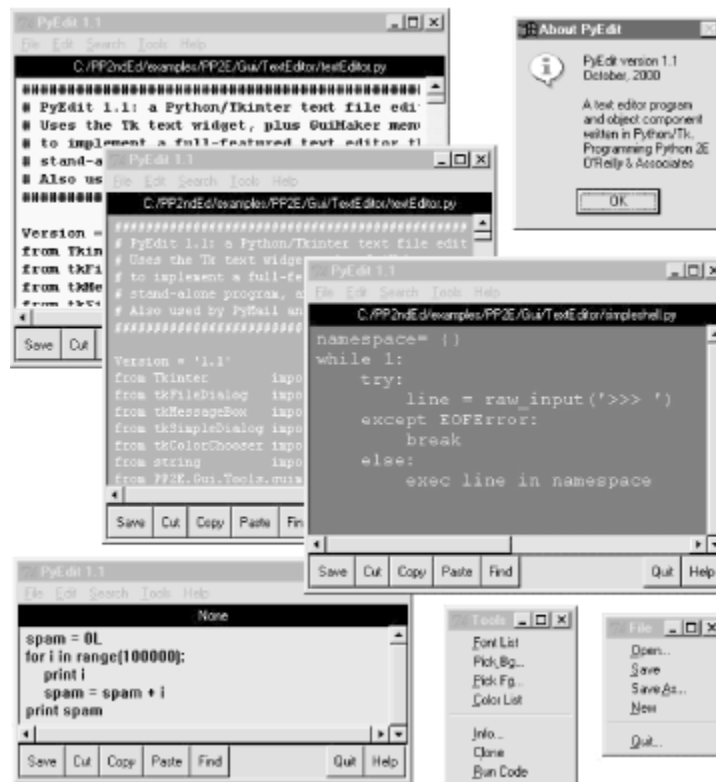 PyEdit 1.1
File Edit Search Tools Help
C:/PP2ndEd/examples/PP2E/Gui/TextEditor/textEditor.py
################################################
# PyEdit 1.1: a Python/Tkinter text file edi
# Uses the Tk text widget, plus GuiMaker men
# to implement a full-featured text editor t
# stand-a
# Also us
########
Version =
from Tkin
from tkFi
from tkMe
from tkSi
Save Cut
About PyEdit
PyEdit version 1.1
October, 2000
A text editor program
and object component
written in Python/Tk.
Programming Python 2E
O'Reilly & Associates
OK
PyEdit 1.1
File Edit Search Tools Help
C:/PP2ndEd/examples/PP2E/Gui/TextEditor/textEditor.py
################################################
# PyEdit 1.1: a Python/Tkinter text file edit
# Uses the Tk text widge
# to implement a full-fe
# stand-alone program, a
# Also used by PyMail an
########################
Version = '1.1'
from Tkinter impo
from tkFileDialog impo
from tkMessageBox impo
from tkSimpleDialog impo
from tkColorChooser impo
from string impo
from PP2E.Gui.Tools.guim
Save Cut Copy Paste Fin
PyEdit 1.1
File Edit Search Tools Help
C:/PP2ndEd/examples/PP2E/Gui/TextEditor/simpleshell.py
namespace= {}
while 1:
try:
line = raw_input('>>> ')
except EOFError:
break
else:
exec line in namespace
Save Cut Copy Paste Find Quit Help
PyEdit 1.1
File Edit Search Tools Help
None
spam = 0L
for i in range(100000):
print i
spam = spam + i
print spam
Save Cut Copy Paste Find Quit Help
Tools
Font List
Pick Bg...
Pick Fg...
Color List
Info...
Clone
Run Code
File
Open...
Save
Save As...
New
Quit...